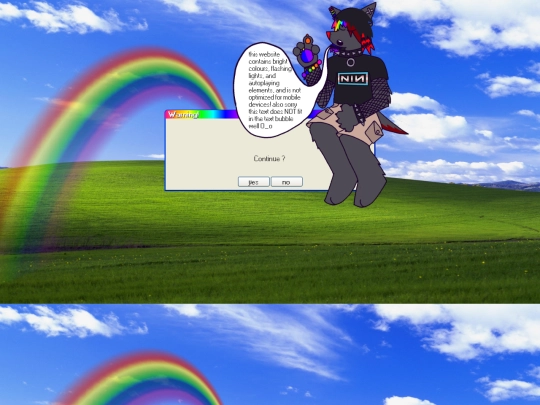 this website
contains bright
colours, flashing
lights, and
autoplaying
elements, and is not
optimized for mobile
devices! also sorry
this text does NOT fit
in the text bubble
well O_o
Warning!
NIN
Continue ?
yes
no